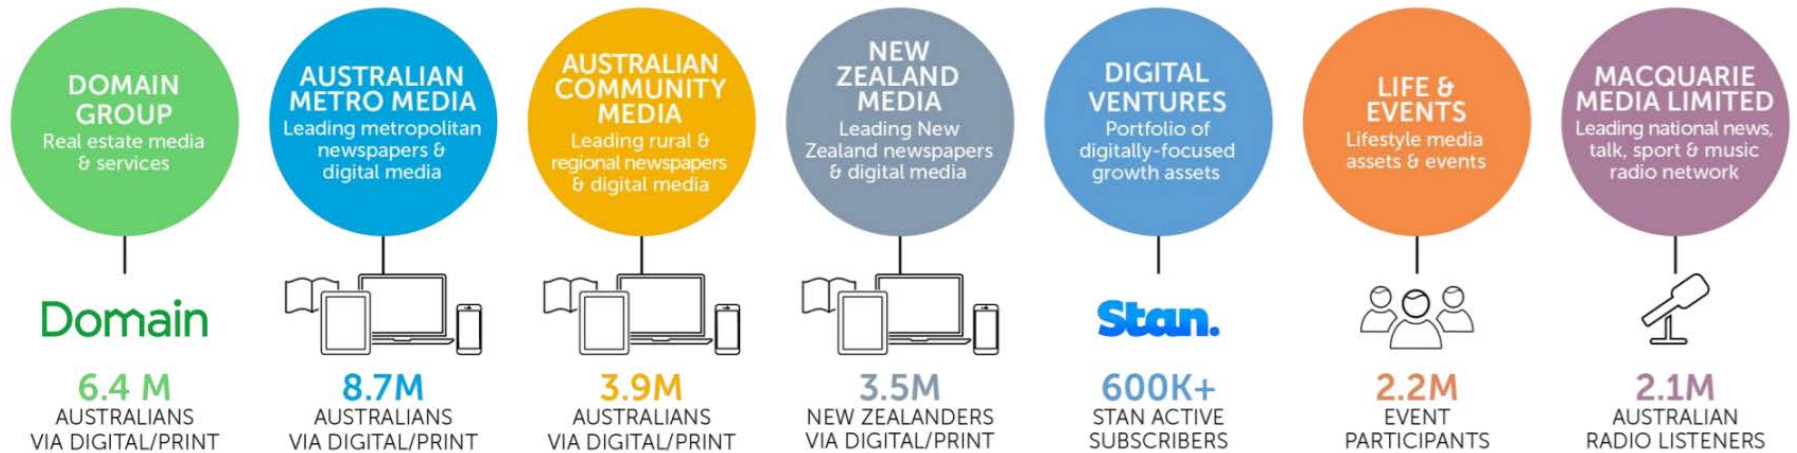 DOMAIN
GROUP
Real estate media
& services
Domain
6.4 M
AUSTRALIANS
VIA DIGITAL/PRINT
AUSTRALIAN
METRO MEDIA
Leading metropolitan
newspapers &
digital media
8.7M
AUSTRALIANS
VIA DIGITAL/PRINT
AUSTRALIAN
COMMUNITY
MEDIA
Leading rural &
regional newspapers
& digital media
3.9M
AUSTRALIANS
VIA DIGITAL/PRINT
NEW
ZEALAND
MEDIA
Leading New
Zealand newspapers
& digital media
3.5M
NEW ZEALANDERS
VIA DIGITAL/PRINT
DIGITAL
VENTURES
Portfolio of
digitally-focused
growth assets
Stan.
600K+
STAN ACTIVE
SUBSCRIBERS
LIFE &
EVENTS
Lifestyle media
assets & events
2.2M
EVENT
PARTICIPANTS
MACQUARIE
MEDIA LIMITED
Leading national news,
talk, sport & music
radio network
2.1M
AUSTRALIAN
RADIO LISTENERS